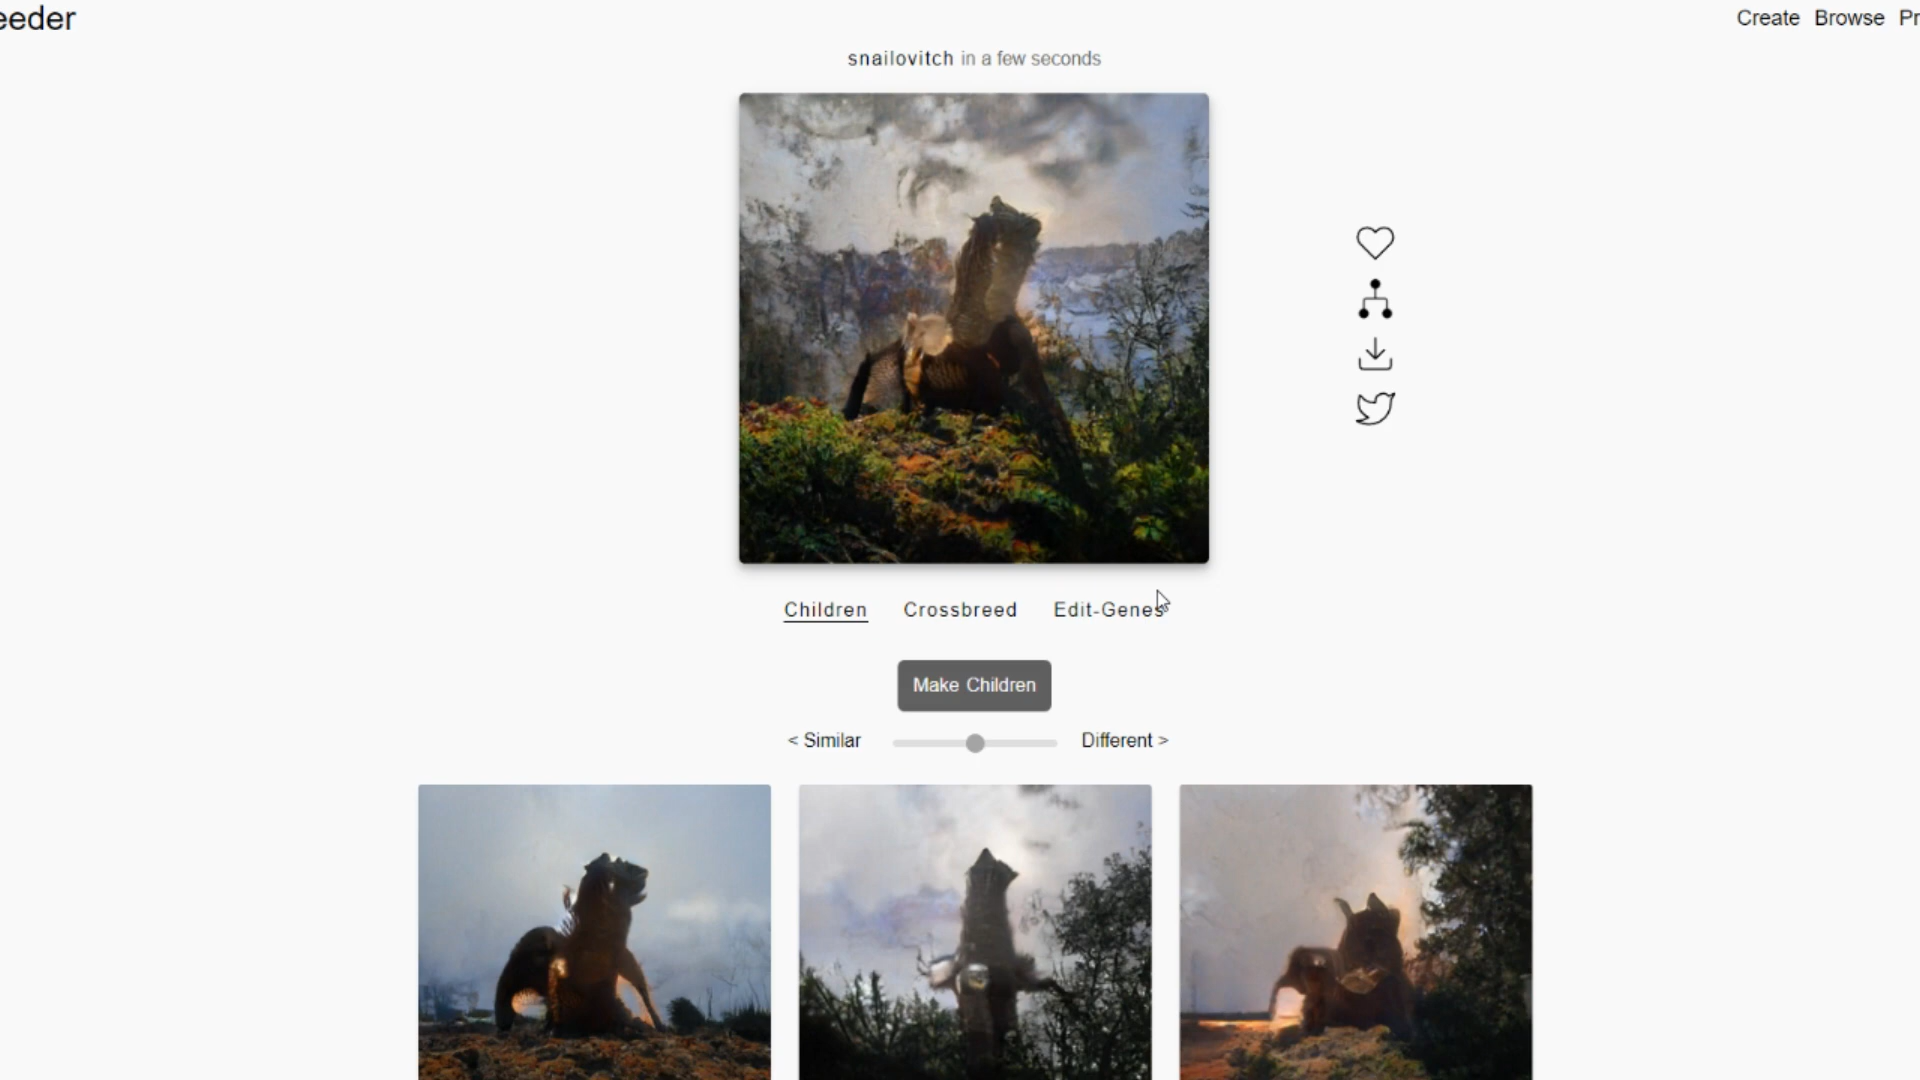 eeder
Create Browse Pr
snailovitch in a few seconds
Children Crossbreed Edit-Genes
Make Children
< Similar Different >